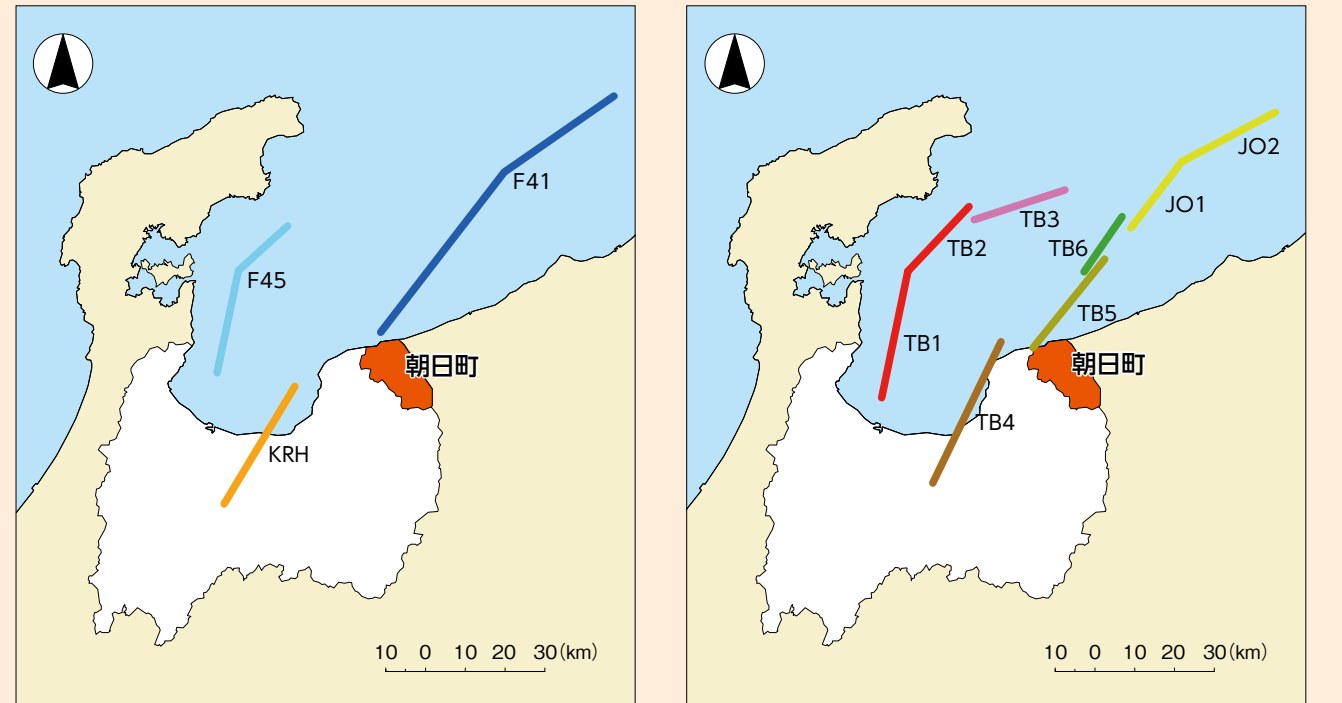 F41
F45
朝日町
KRH
10 0 10 20 30(km)
JO2
JO1
TB3
TB2
TB6
TB5
TB1
朝日町
TB4
10 0 10 20 30(km)